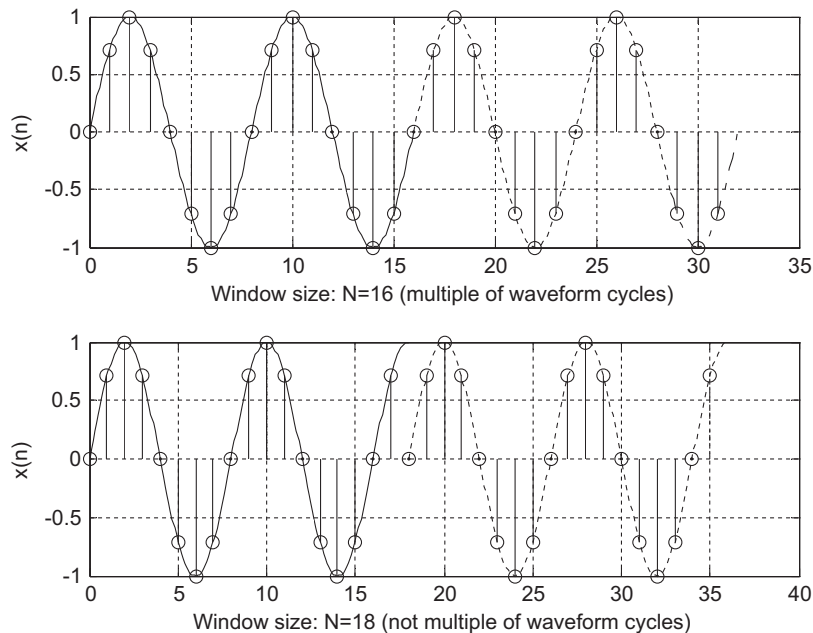 1
0.5
0
-0.5
-1
x(n)
0 5 10 15 20 25 30 35
Window size: N=16 (multiple of waveform cycles)
1
0.5
0
-0.5
-1
x(n)
0 5 10 15 20 25 30 35 40
Window size: N=18 (not multiple of waveform cycles)